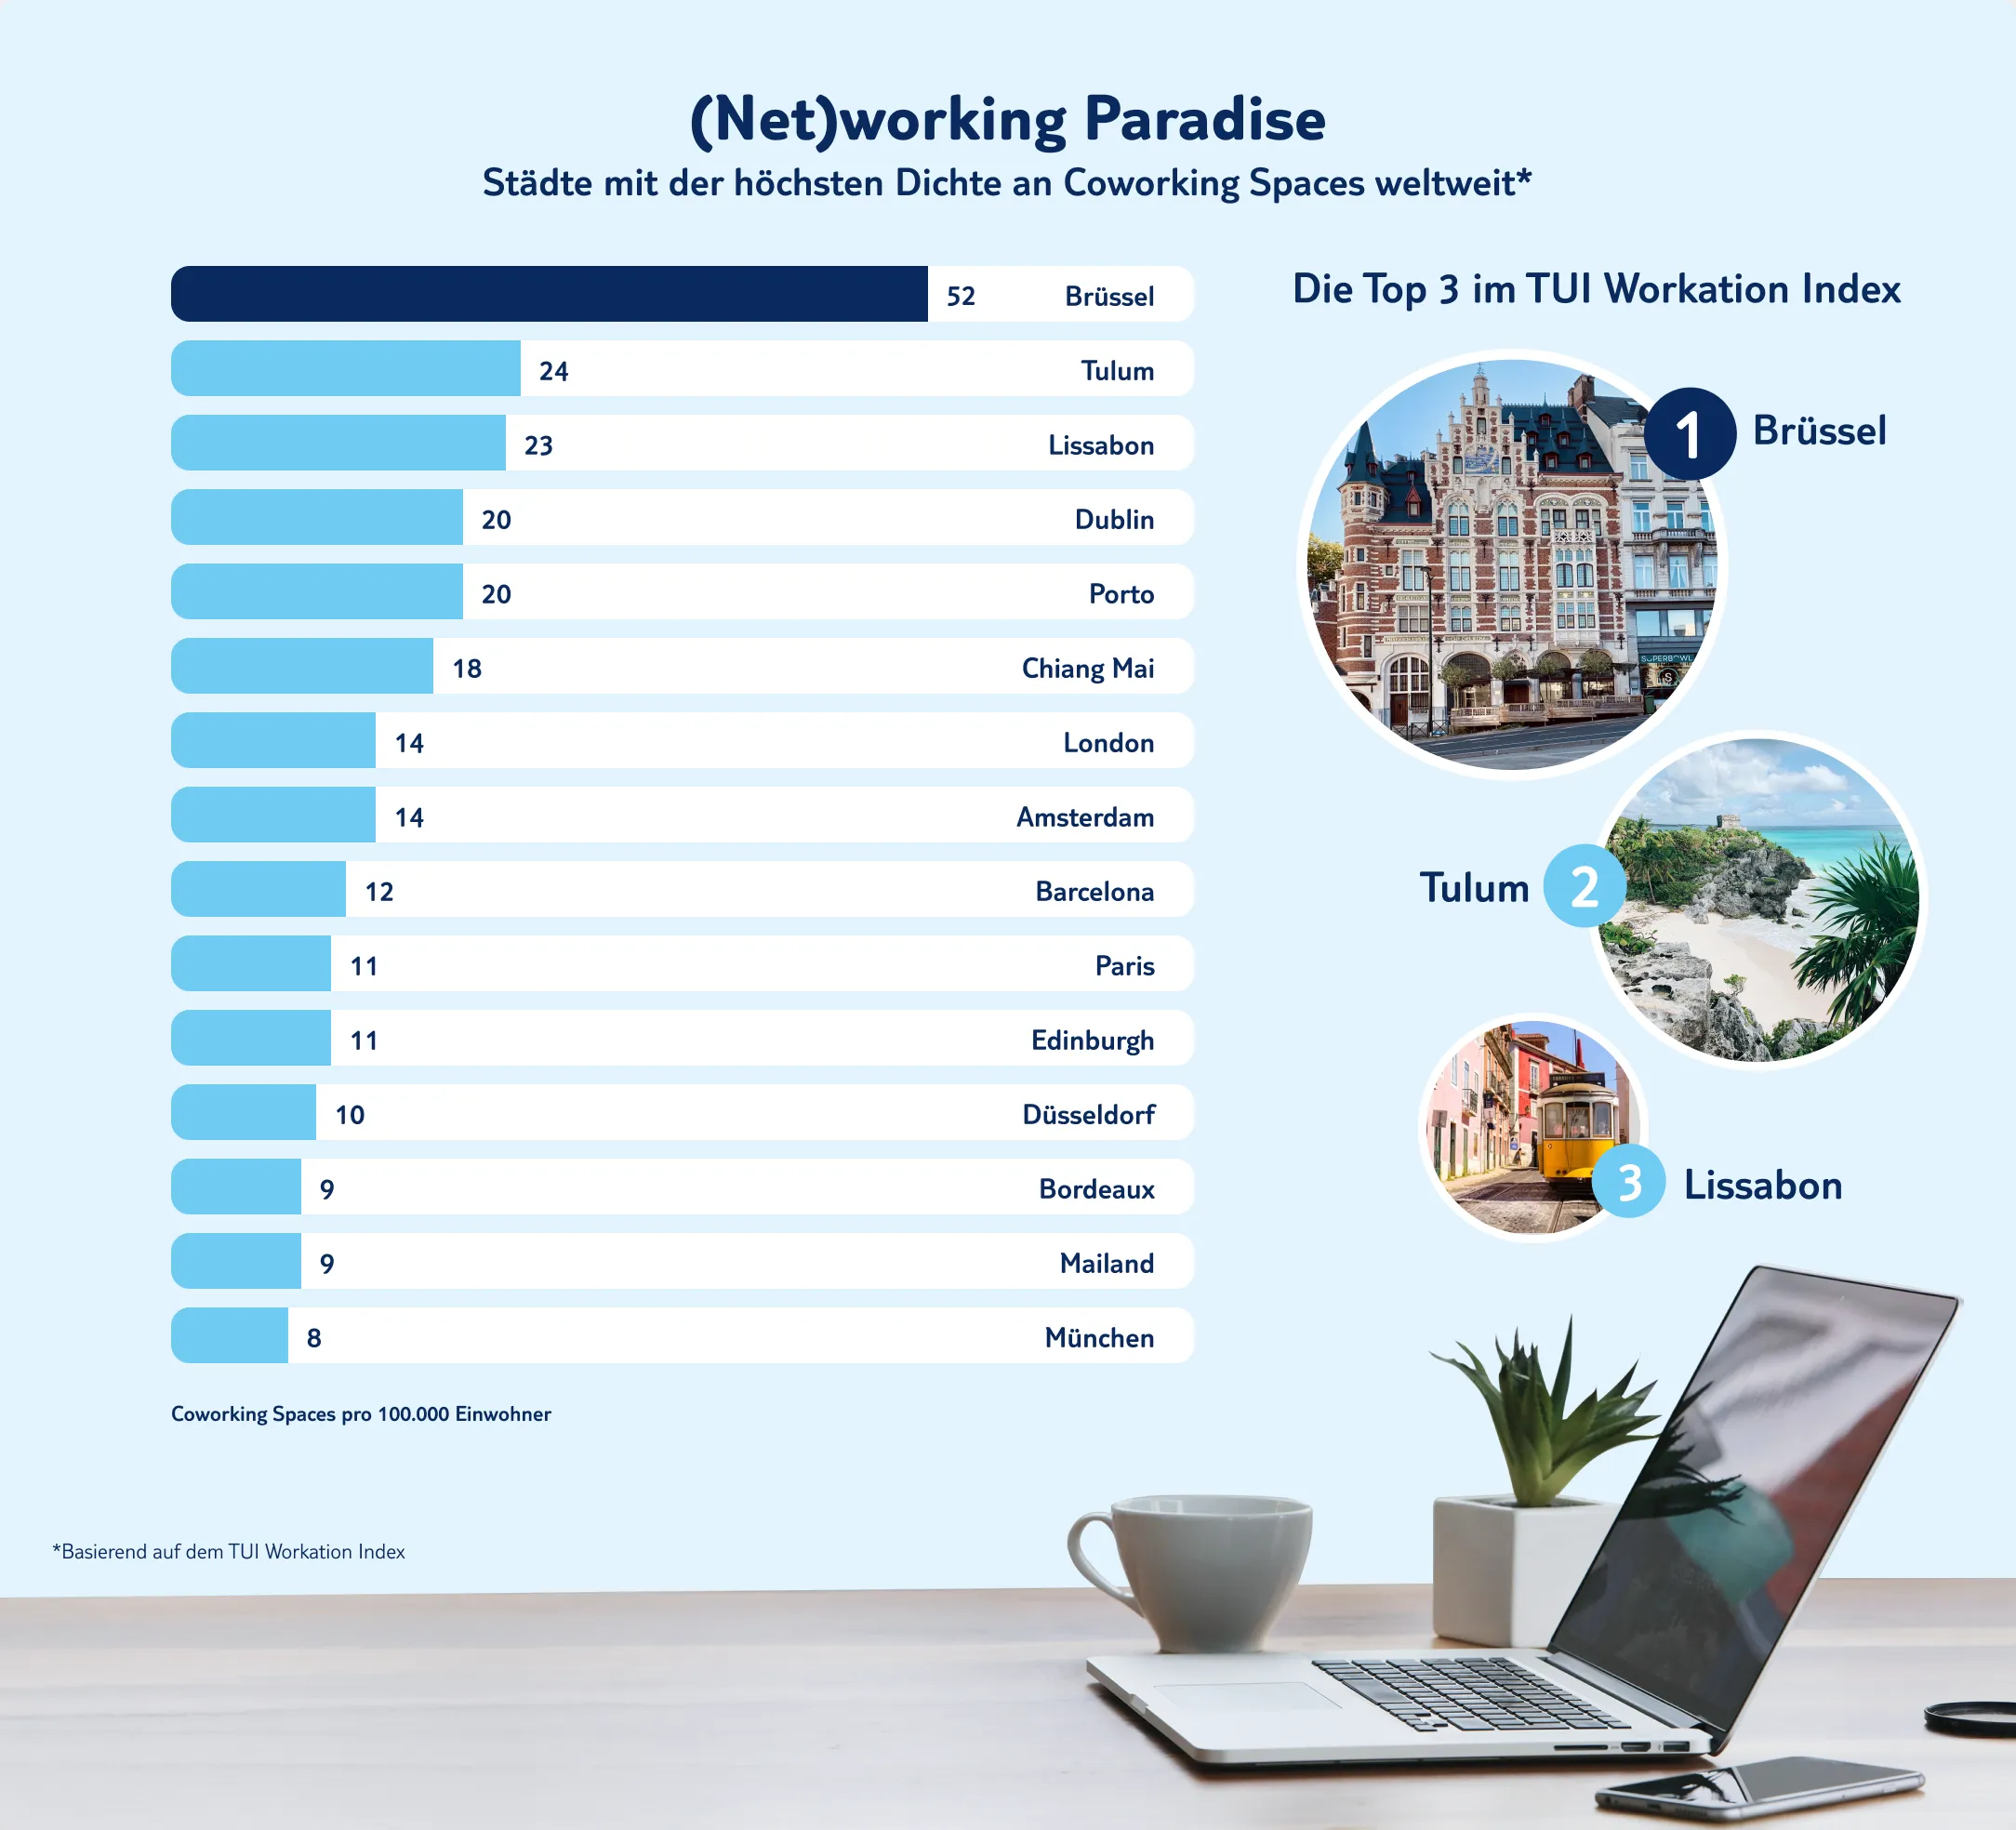 (Net)working Paradise
Städte mit der höchsten Dichte an Coworking Spaces weltweit*
52 Brüssel
24 Tulum
23 Lissabon
20 Dublin
20 Porto
18 Chiang Mai
14 London
14 Amsterdam
12 Barcelona
11 Paris
11 Edinburgh
10 Düsseldorf
9 Bordeaux
9 Mailand
8 München
Coworking Spaces pro 100.000 Einwohner
*Basierend auf dem TUI Workation Index
Die Top 3 im TUI Workation Index
1 Brüssel
SUPERBOWL
S
Tulum 2
3 Lissabon